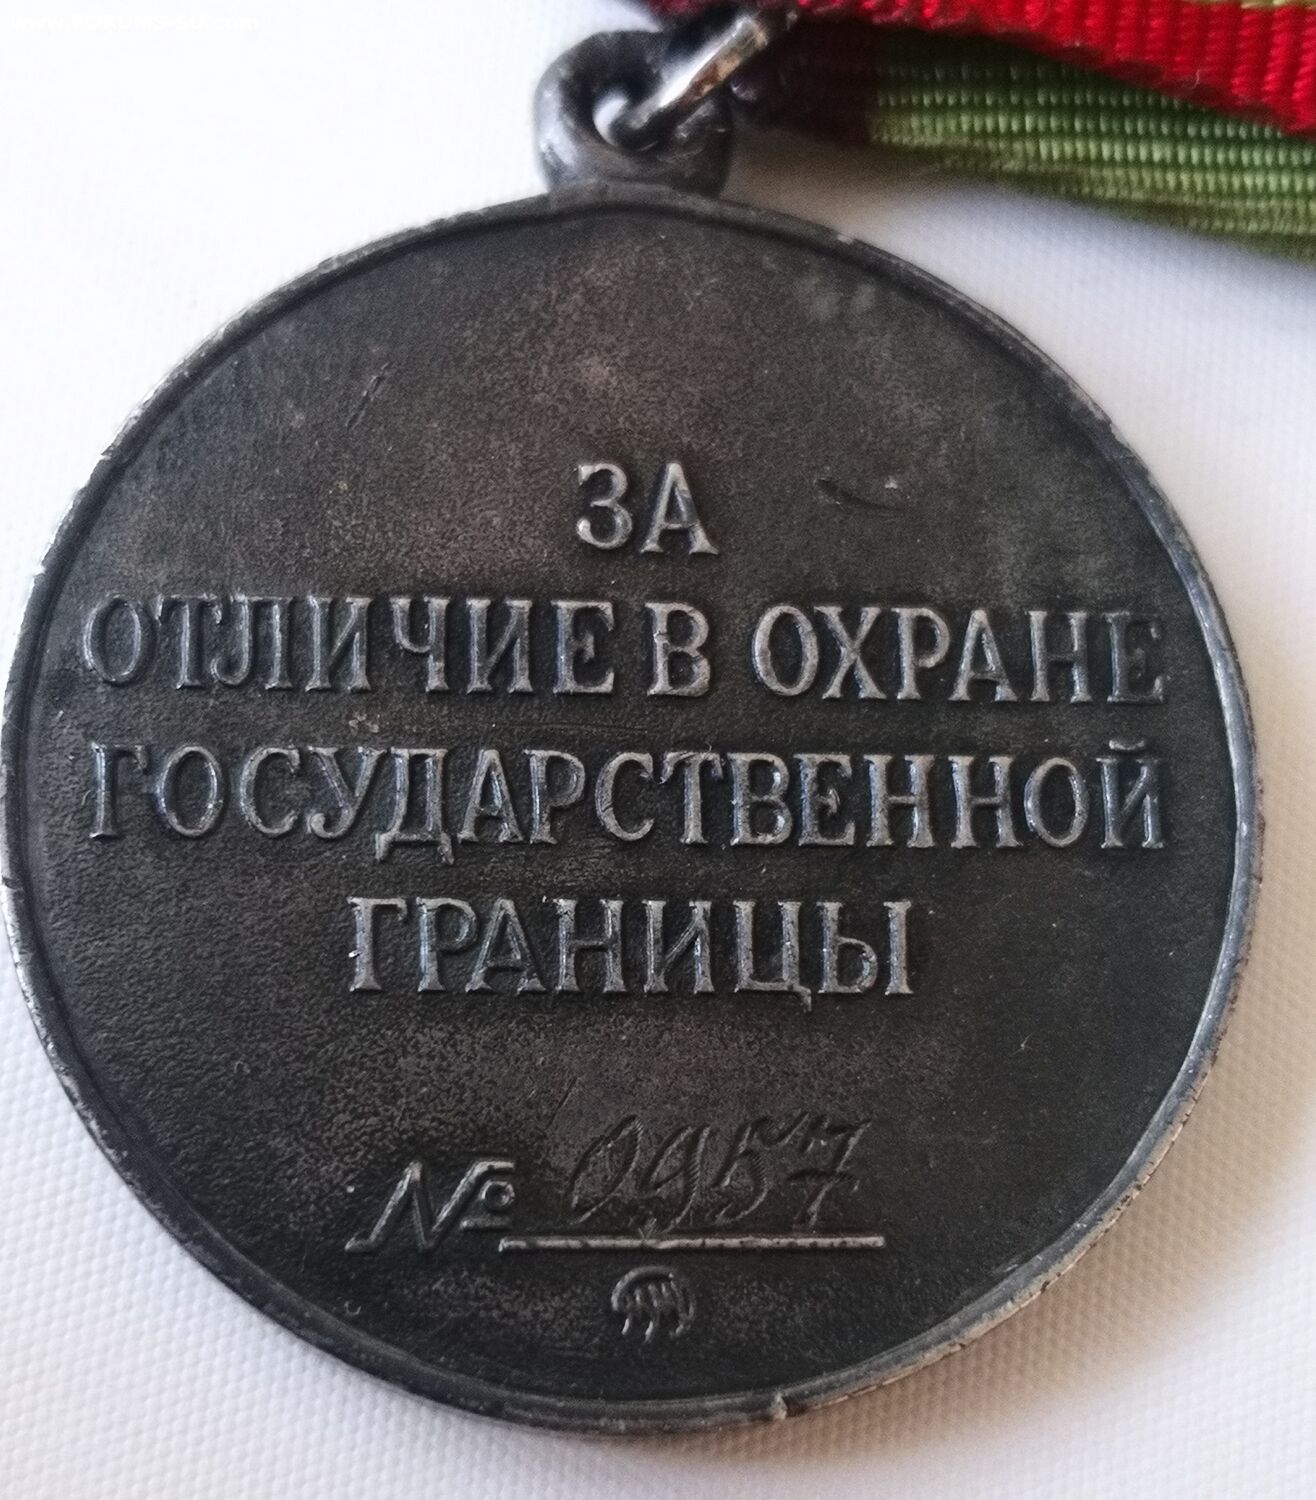 ЗА
ОТЛИЧИЕ В ОХРАНЕ
ГОСУДАРСТВЕННОЙ
ГРАНИЦЫ
№ 0957